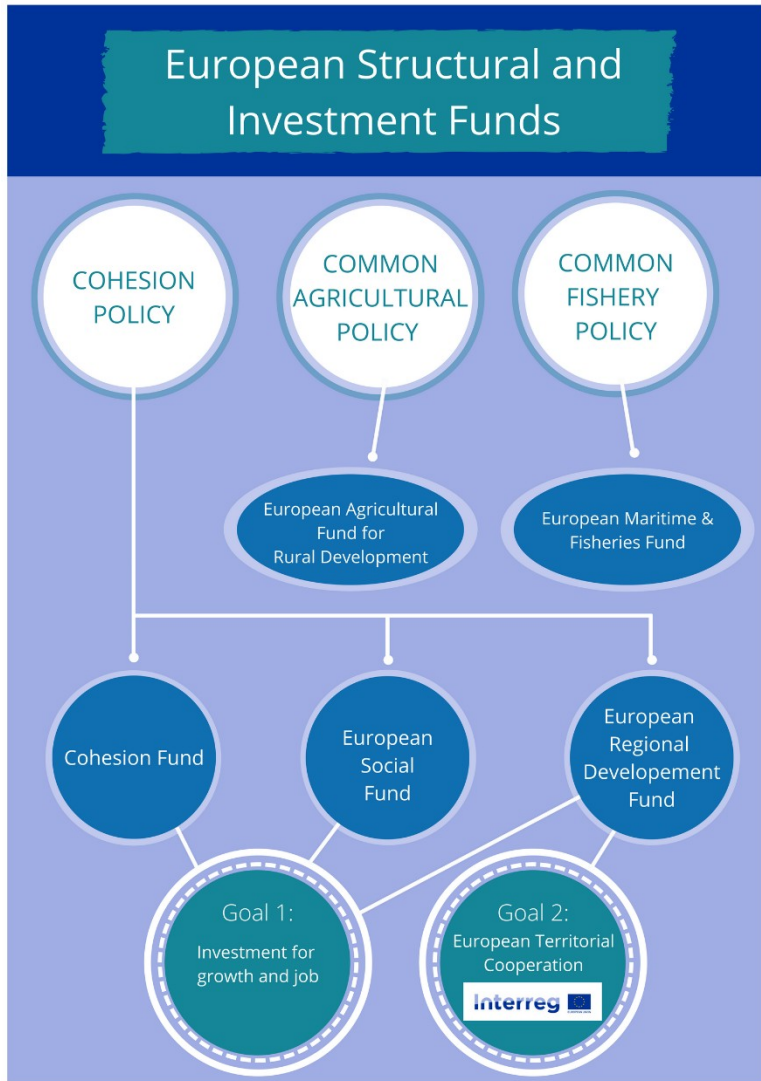 European Structural and
Investment Funds
COHESION
POLICY
COMMON
AGRICULTURAL
POLICY
COMMON
FISHERY
POLICY
European Agricultural
Fund for
Rural Development
European Maritime &
Fisheries Fund
Cohesion Fund
European
Social
Fund
European
Regional
Developement
Fund
Goal 1:
Investment for
growth and job
Goal 2:
European Territorial
Cooperation
Interreg